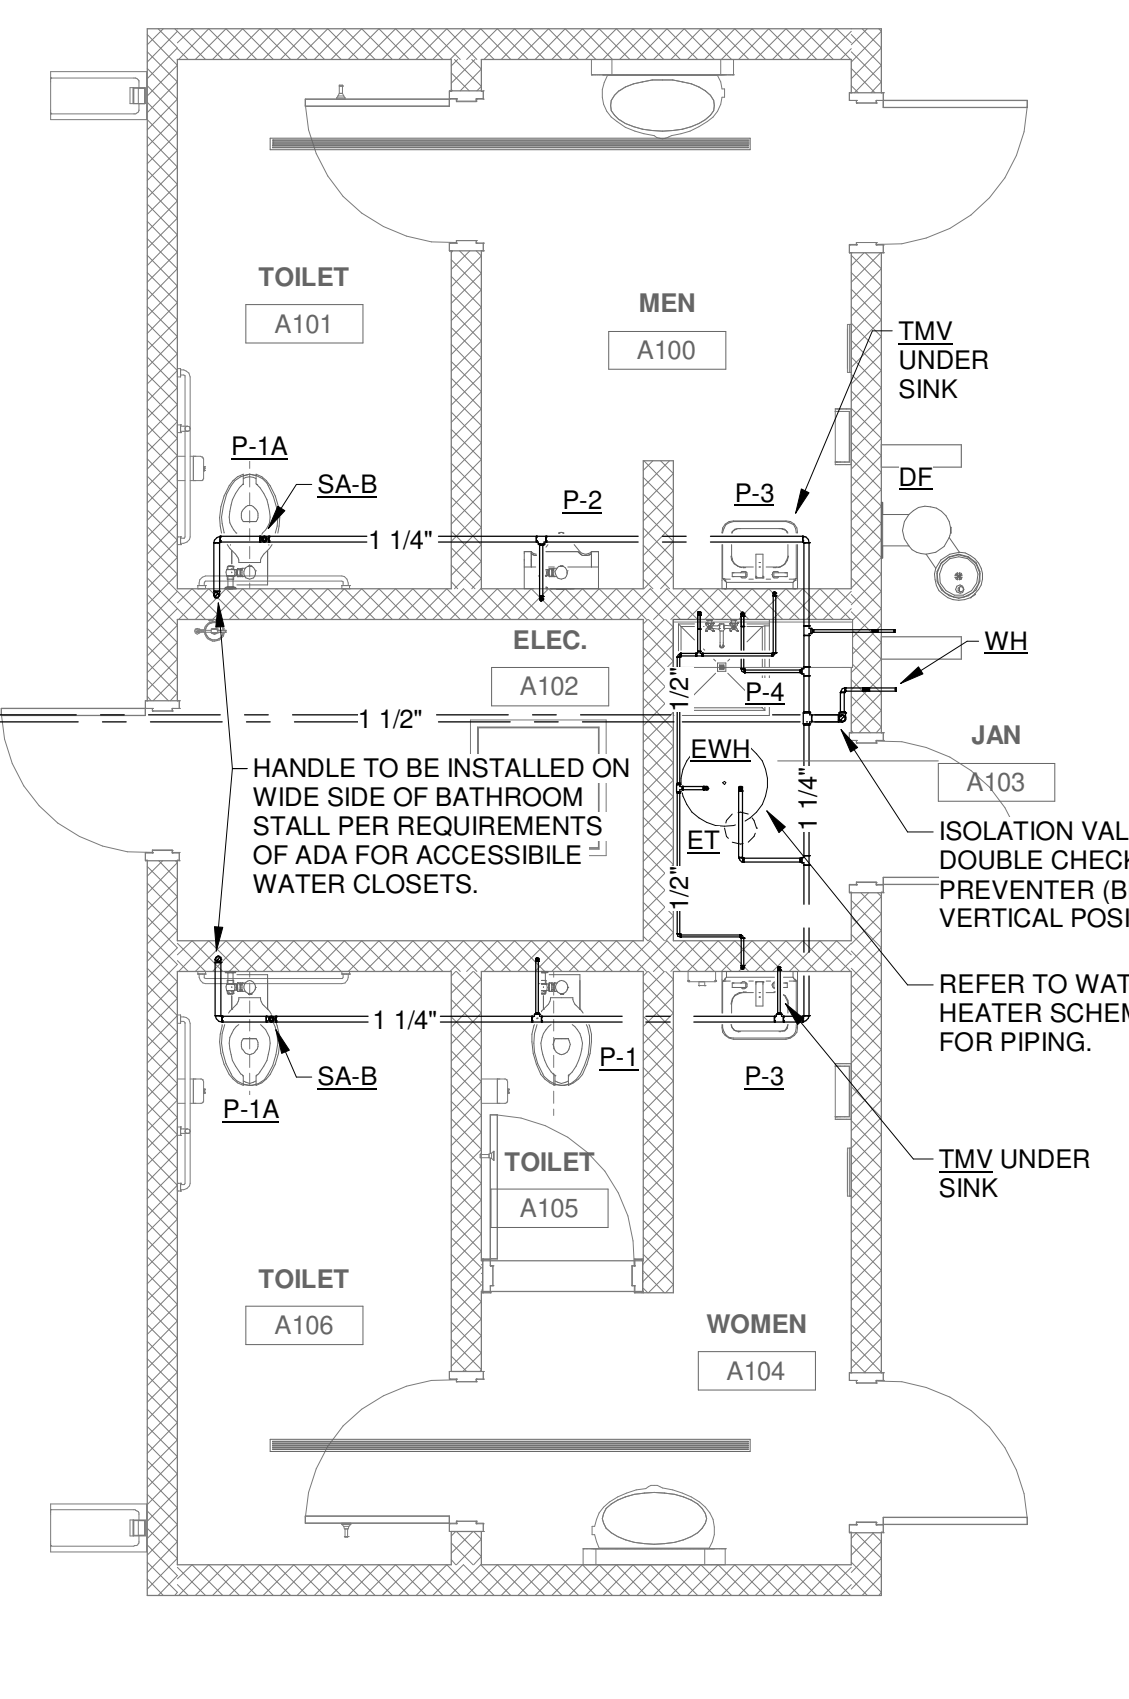 TOILET
A101
MEN
A100
TMV
UNDER
SINK
P-1A
SA-B
P-2
P-3
DF
1 1/4"
ELEC.
A102
WH
P-4
1/2"
1 1/2"
JAN
A103
EWH
ET
1 1/4"
1/2"
HANDLE TO BE INSTALLED ON
WIDE SIDE OF BATHROOM
STALL PER REQUIREMENTS
OF ADA FOR ACCESSIBILE
WATER CLOSETS.
ISOLATION VAL
DOUBLE CHECK
PREVENTER (B
VERTICAL POSI
REFER TO WAT
HEATER SCHEM
FOR PIPING.
1 1/4"
SA-B
P-1A
P-1
P-3
TOILET
A105
TMV UNDER
SINK
TOILET
A106
WOMEN
A104